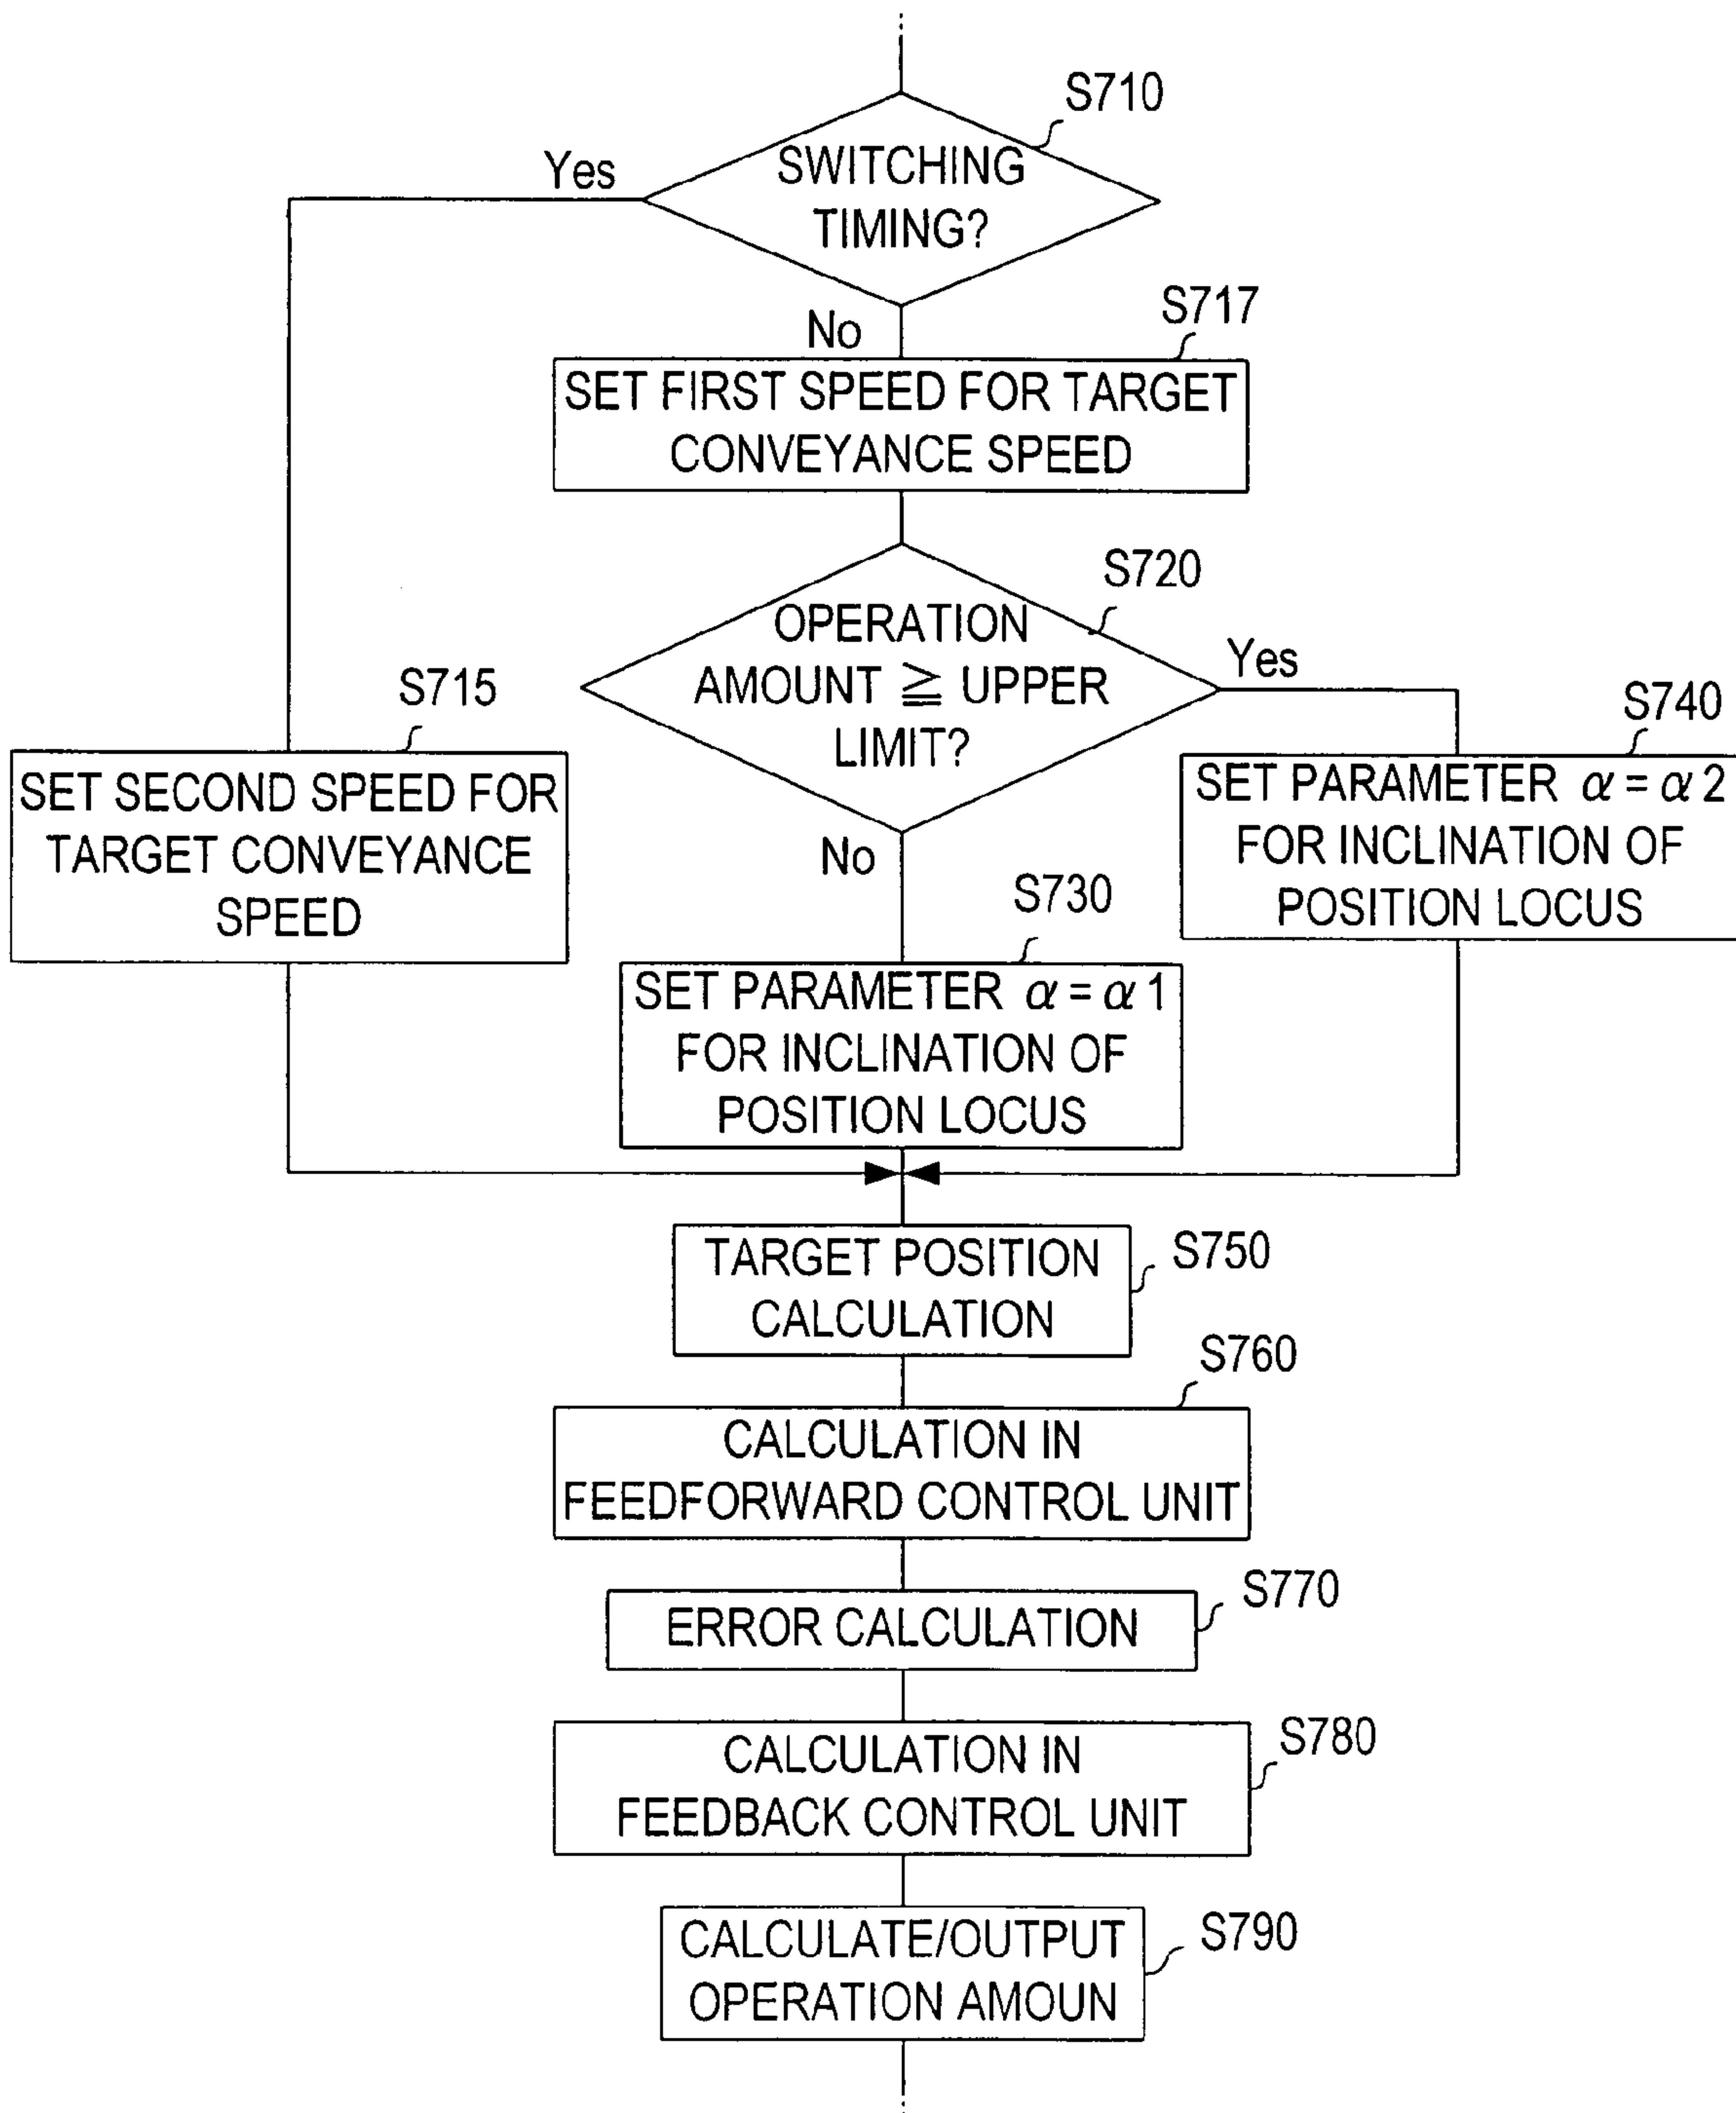 S710
SWITCHING
TIMING?
Yes
No
S717
SET FIRST SPEED FOR TARGET
CONVEYANCE SPEED
S720
OPERATION
AMOUNT ≧ UPPER
LIMIT?
Yes
No
S715
SET SECOND SPEED FOR
TARGET CONVEYANCE
SPEED
S740
SET PARAMETER α = α 2
FOR INCLINATION OF
POSITION LOCUS
S730
SET PARAMETER α = α 1
FOR INCLINATION OF
POSITION LOCUS
S750
TARGET POSITION
CALCULATION
S760
CALCULATION IN
FEEDFORWARD CONTROL UNIT
S770
ERROR CALCULATION
S780
CALCULATION IN
FEEDBACK CONTROL UNIT
S790
CALCULATE/OUTPUT
OPERATION AMOUN